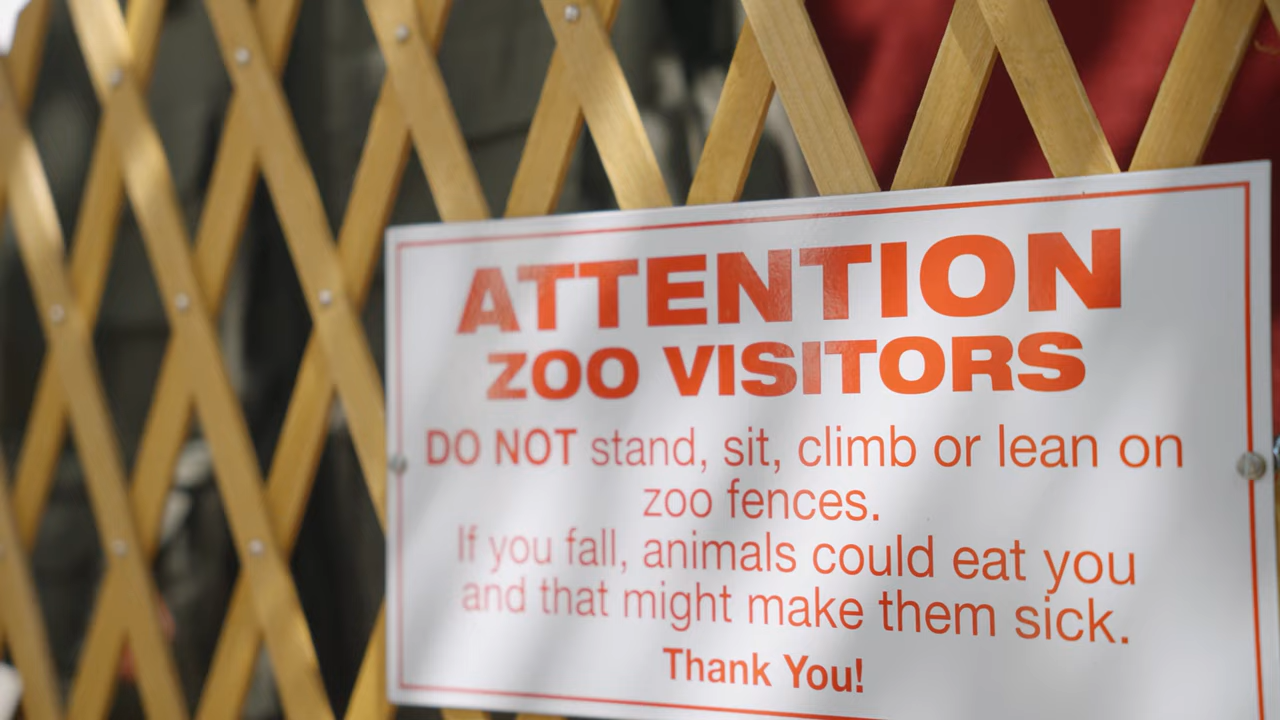 ATTENTION
ZOO VISITORS
DO NOT stand, sit, climb or lean on
zoo fences.
If you fall, animals could eat you
and that might make them sick.
Thank You!